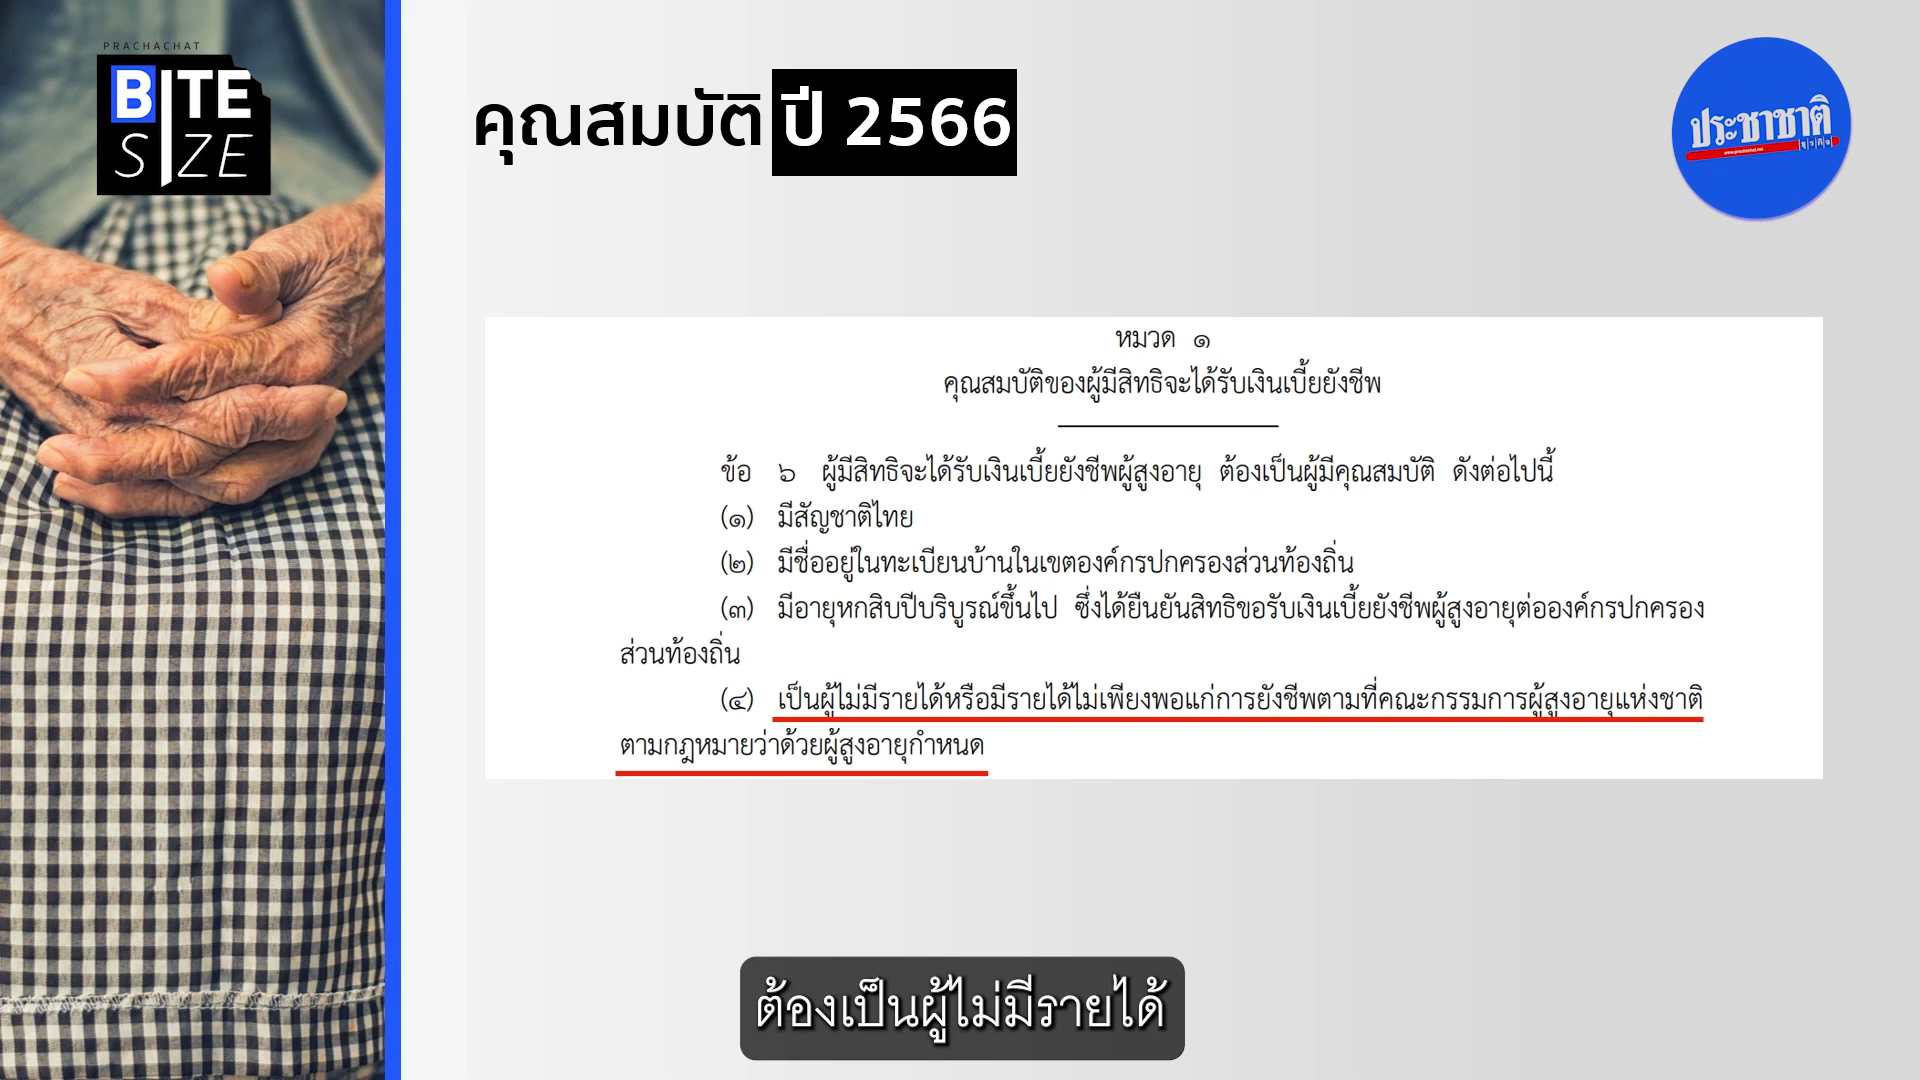 PRACHACHAT
BITE
SIZE
คุณสมบัติ ปี 2566
ประชาชาติ
ธุรกิจ
www.prachachat.net
หมวด ๑
คุณสมบัติของผู้มีสิทธิจะได้รับเงินเบี้ยยังชีพ
ข้อ ๖ ผู้มีสิทธิจะได้รับเงินเบี้ยยังชีพผู้สูงอายุ ต้องเป็นผู้มีคุณสมบัติ ดังต่อไปนี้
(๑) มีสัญชาติไทย
(๒) มีชื่ออยู่ในทะเบียนบ้านในเขตองค์กรปกครองส่วนท้องถิ่น
(๓) มีอายุหกสิบปีบริบูรณ์ขึ้นไป ซึ่งได้ยืนยันสิทธิขอรับเงินเบี้ยยังชีพผู้สูงอายุต่อองค์กรปกครอง
ส่วนท้องถิ่น
(๔) เป็นผู้ไม่มีรายได้หรือมีรายได้ไม่เพียงพอแก่การยังชีพตามที่คณะกรรมการผู้สูงอายุแห่งชาติ
ตามกฎหมายว่าด้วยผู้สูงอายุกำหนด
ต้องเป็นผู้ไม่มีรายได้